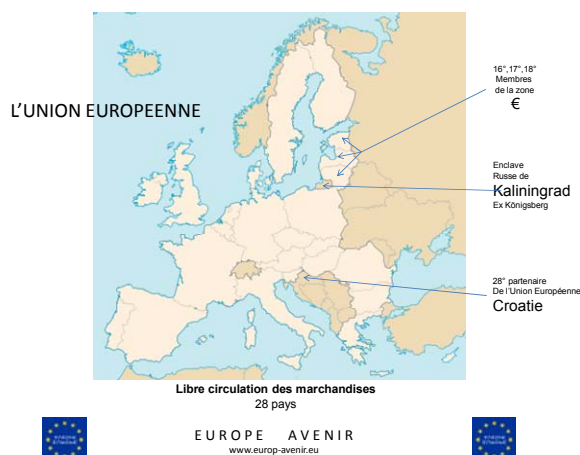 L'UNION EUROPEENNE
16°,17°,18°
Membres
de la zone
€
Enclave
Russe de
Kaliningrad
Ex Königsberg
28° partenaire
De l'Union Européenne
Croatie
Libre circulation des marchandises
28 pays
EUROPE AVENIR
www.europ-avenir.eu